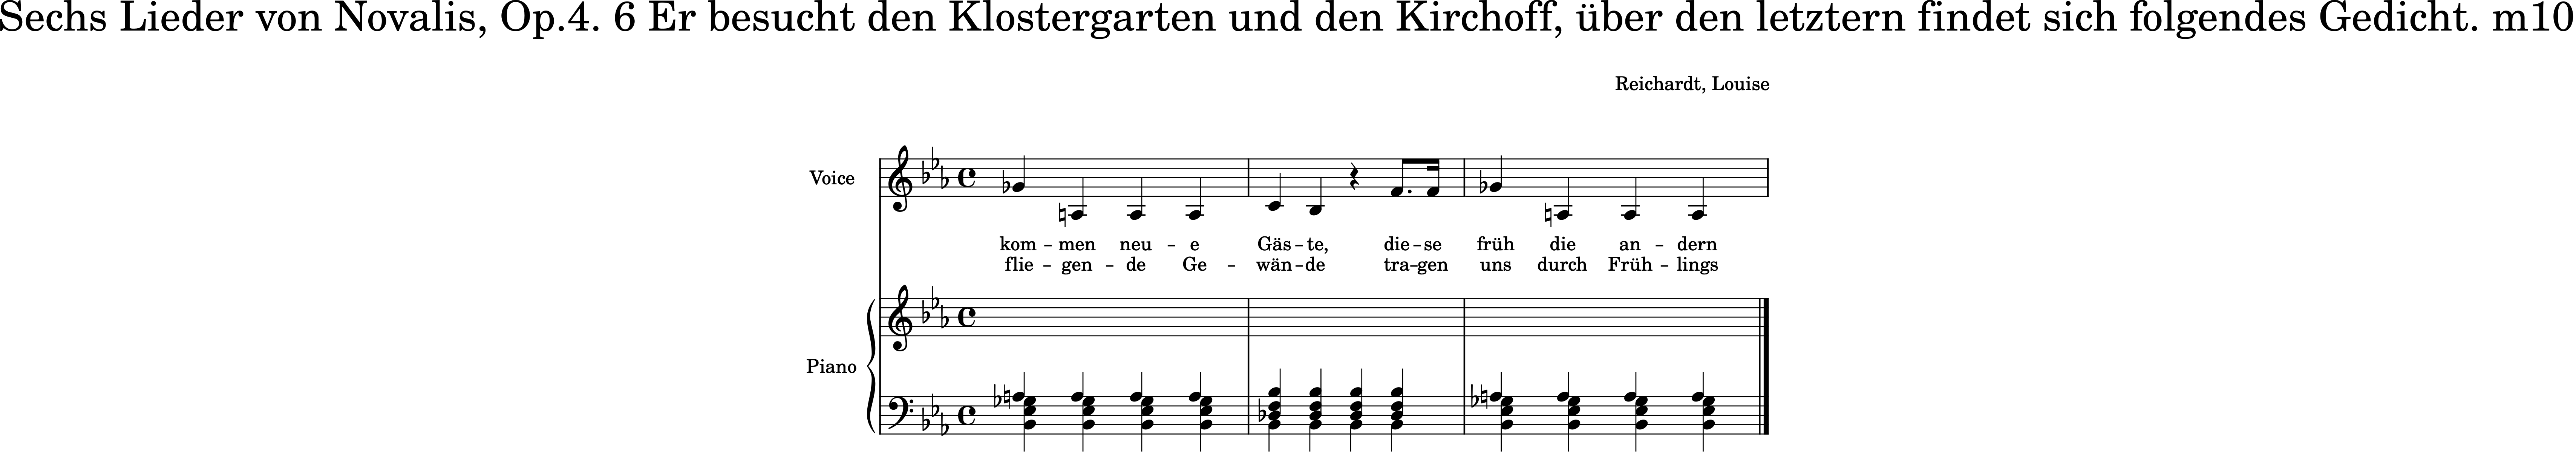 Sechs Lieder von Novalis, Op.4. 6 Er besucht den Klostergarten und den Kirchoff, über den letztern findet sich folgendes Gedicht. m10
Reichardt, Louise
Voice
kom – men neu – e Gäs – te, die – se früh die an – dern
flie – gen – de Ge – wän – de tra – gen uns durch Früh – lings
Piano